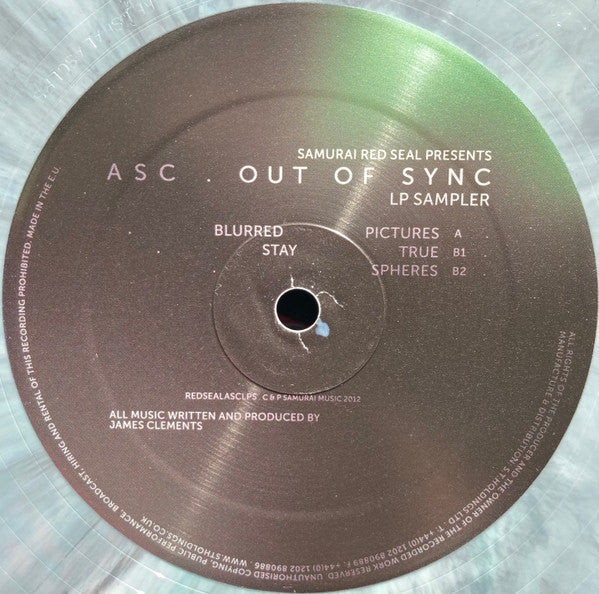 SAMURAI RED SEAL PRESENTS
ASC . OUT OF SYNC
LP SAMPLER
BLURRED PICTURES A
STAY TRUE B1
SPHERES B2
REDSEALASCLPS C & P SAMURAI MUSIC 2012
ALL MUSIC WRITTEN AND PRODUCED BY
JAMES CLEMENTS
ALL RIGHTS OF THE PRODUCER AND THE OWNER OF THE RECORDED WORK RESERVED. UNAUTHORISED COPYING, PUBLIC PERFORMANCE, BROADCAST, HIRING AND RENTAL OF THIS RECORDING PROHIBITED. MADE IN THE E.U.
MANUFACTURE & DISTRIBUTION: S.T.HOLDINGS LTD. T: +44(0) 1202 890889 F: +44(0) 1202 890886 . WWW.STHOLDINGS.CO.UK